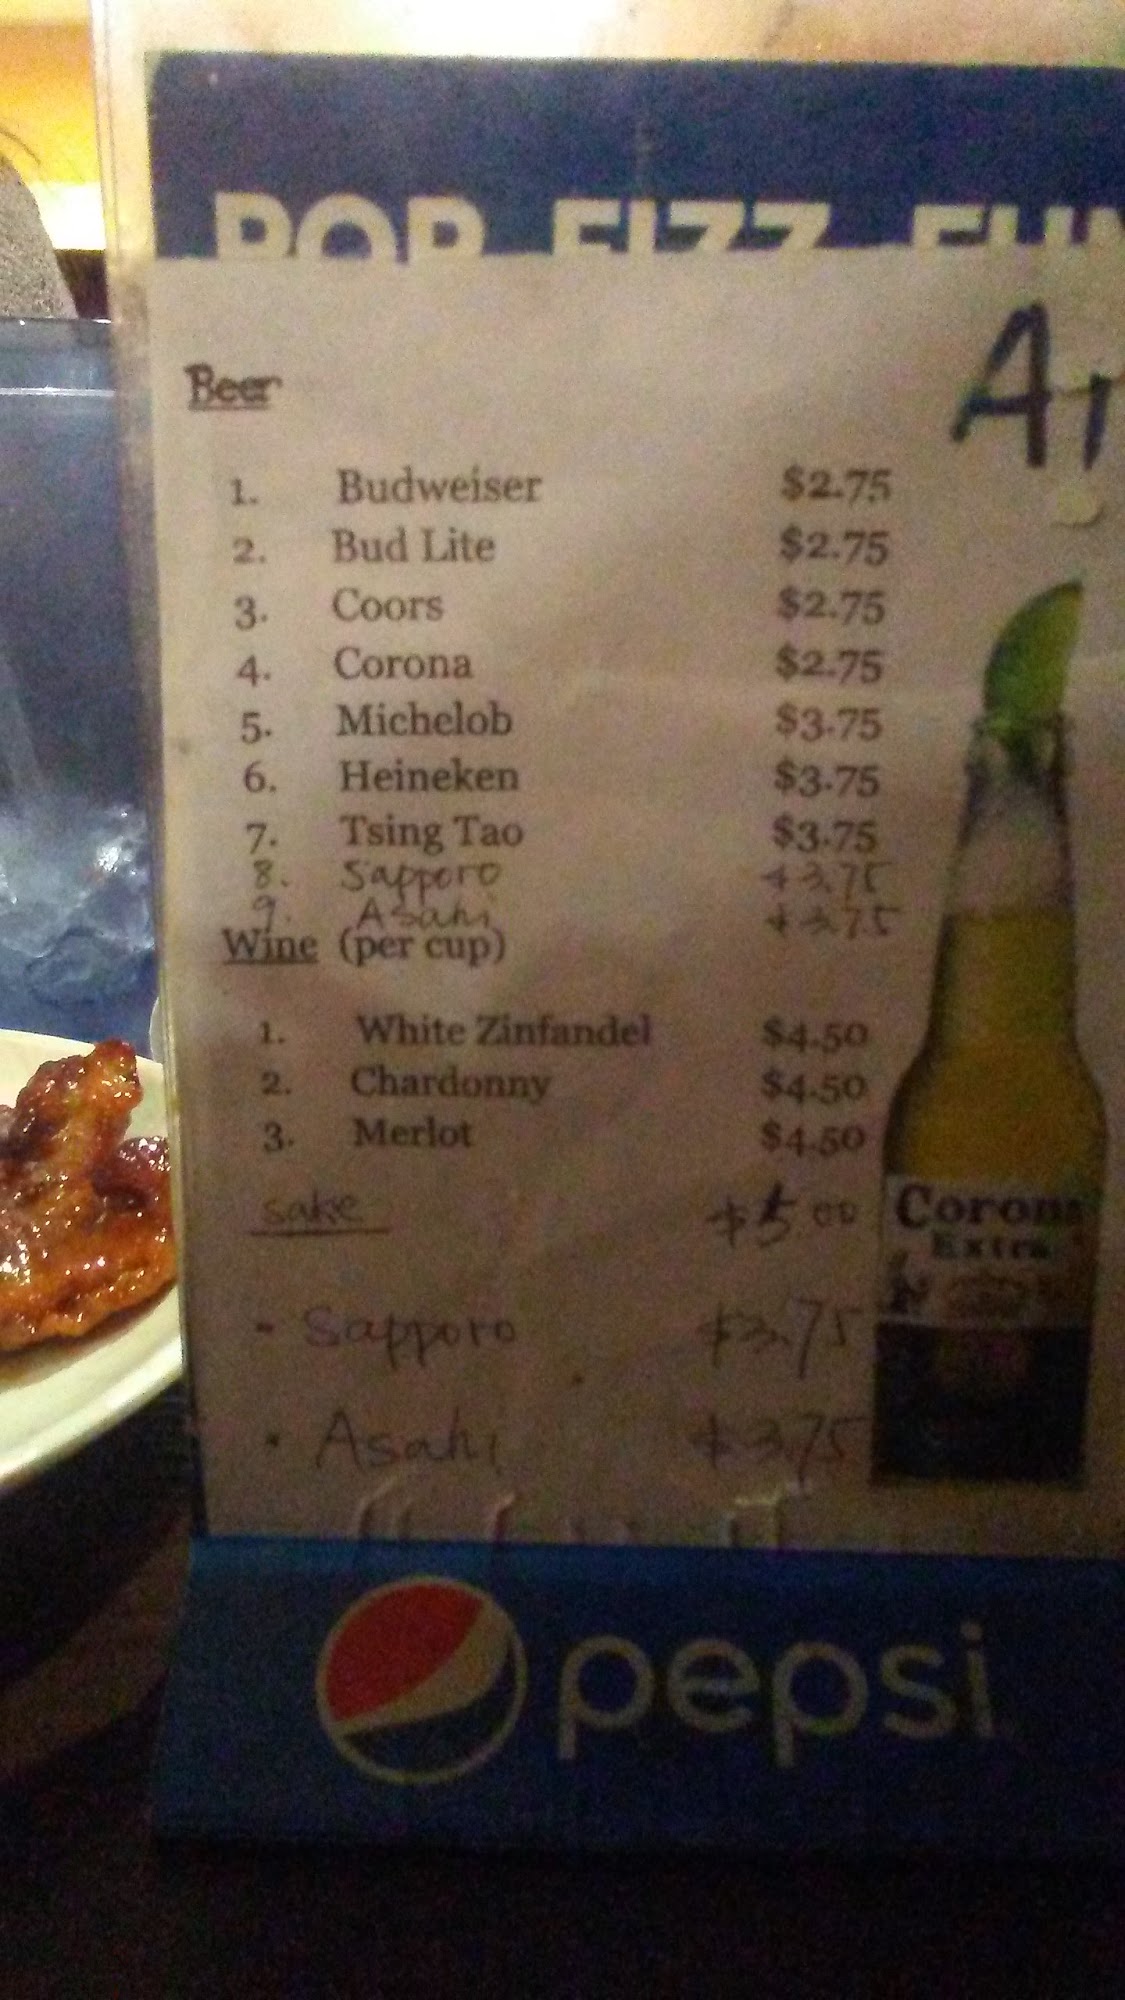 POP FIZZ FUN
Beer
1. Budweiser $2.75
2. Bud Lite $2.75
3. Coors $2.75
4. Corona $2.75
5. Michelob $3.75
6. Heineken $3.75
7. Tsing Tao $3.75
8. Sapporo $3.75
9. Asahi $3.75
Wine (per cup)
1. White Zinfandel $4.50
2. Chardonny $4.50
3. Merlot $4.50
sake $5.00
- Sapporo $3.75
· Asahi $3.75
Corona
Extra
pepsi